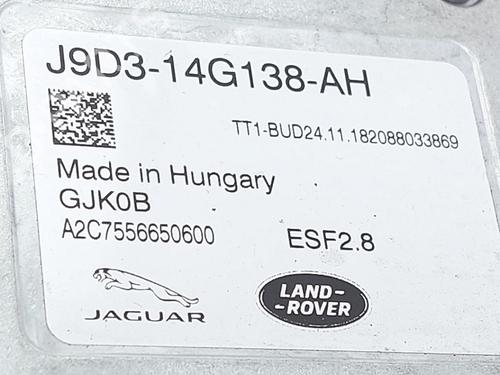 J9D3-14G138-AH
TT1-BUD24.11.182088033869
Made in Hungary
GJK0B
A2C7556650600
ESF2.8
JAGUAR
LAND-
-ROVER